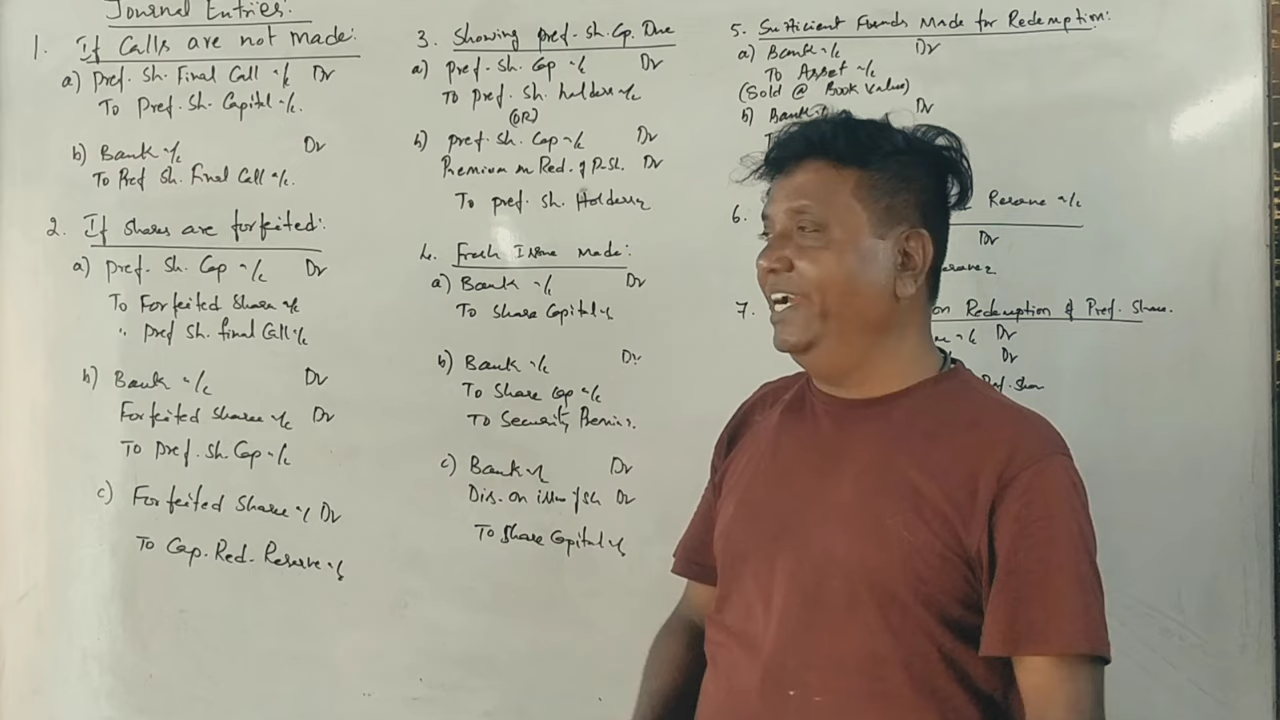 Journal Entries:
1. If Calls are not made:
a) Pref. Sh. Final Call A/c Dr
To Pref. Sh. Capital A/c.
b) Bank A/c Dr
To Pref Sh. Final Call A/c.
2. If Shares are forfeited:
a) Pref. Sh. Cap A/c Dr
To Forfeited Share A/c
" Pref Sh. final Call A/c
b) Bank A/c Dr
Forfeited Share A/c Dr
To Pref. Sh. Cap A/c
c) Forfeited Share A/c Dr
To Cap. Red. Reserve A/c
3. Showing Pref. Sh. Cp. Due
a) Pref. Sh. Cap A/c Dr
To Pref. Sh. holders A/c
(OR)
b) Pref. Sh. Cap A/c Dr
Premium on Red. of P. Sh. Dr
To Pref. Sh. Holders A/c
4. Fresh Issue Made:
a) Bank A/c Dr
To Share Capital A/c
b) Bank A/c Dr
To Share Cap A/c
To Security
c) Bank A/c Dr
Dis. on issue of Sh Dr
To Share Capital A/c
5. Sufficient Funds Made for Redemption:
a) Bank A/c Dr
To Asset A/c
(Sold @ Book Value)
b) Bank Dr
6. Reserve A/c
Dr
7. on Redemption of Pref. Share.
A/c Dr
Dr
Pref. Share